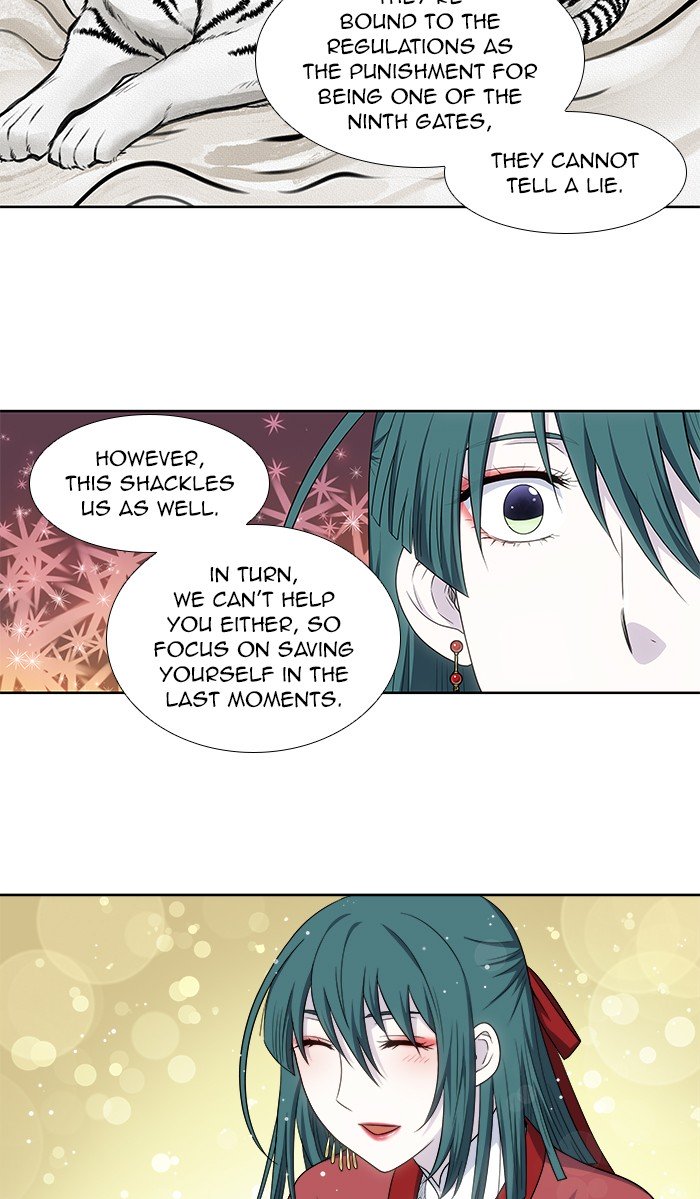 THEY'RE
BOUND TO THE
REGULATIONS AS
THE PUNISHMENT FOR
BEING ONE OF THE
NINTH GATES,
THEY CANNOT
TELL A LIE.
HOWEVER,
THIS SHACKLES
US AS WELL.
IN TURN,
WE CAN'T HELP
YOU EITHER, SO
FOCUS ON SAVING
YOURSELF IN THE
LAST MOMENTS.